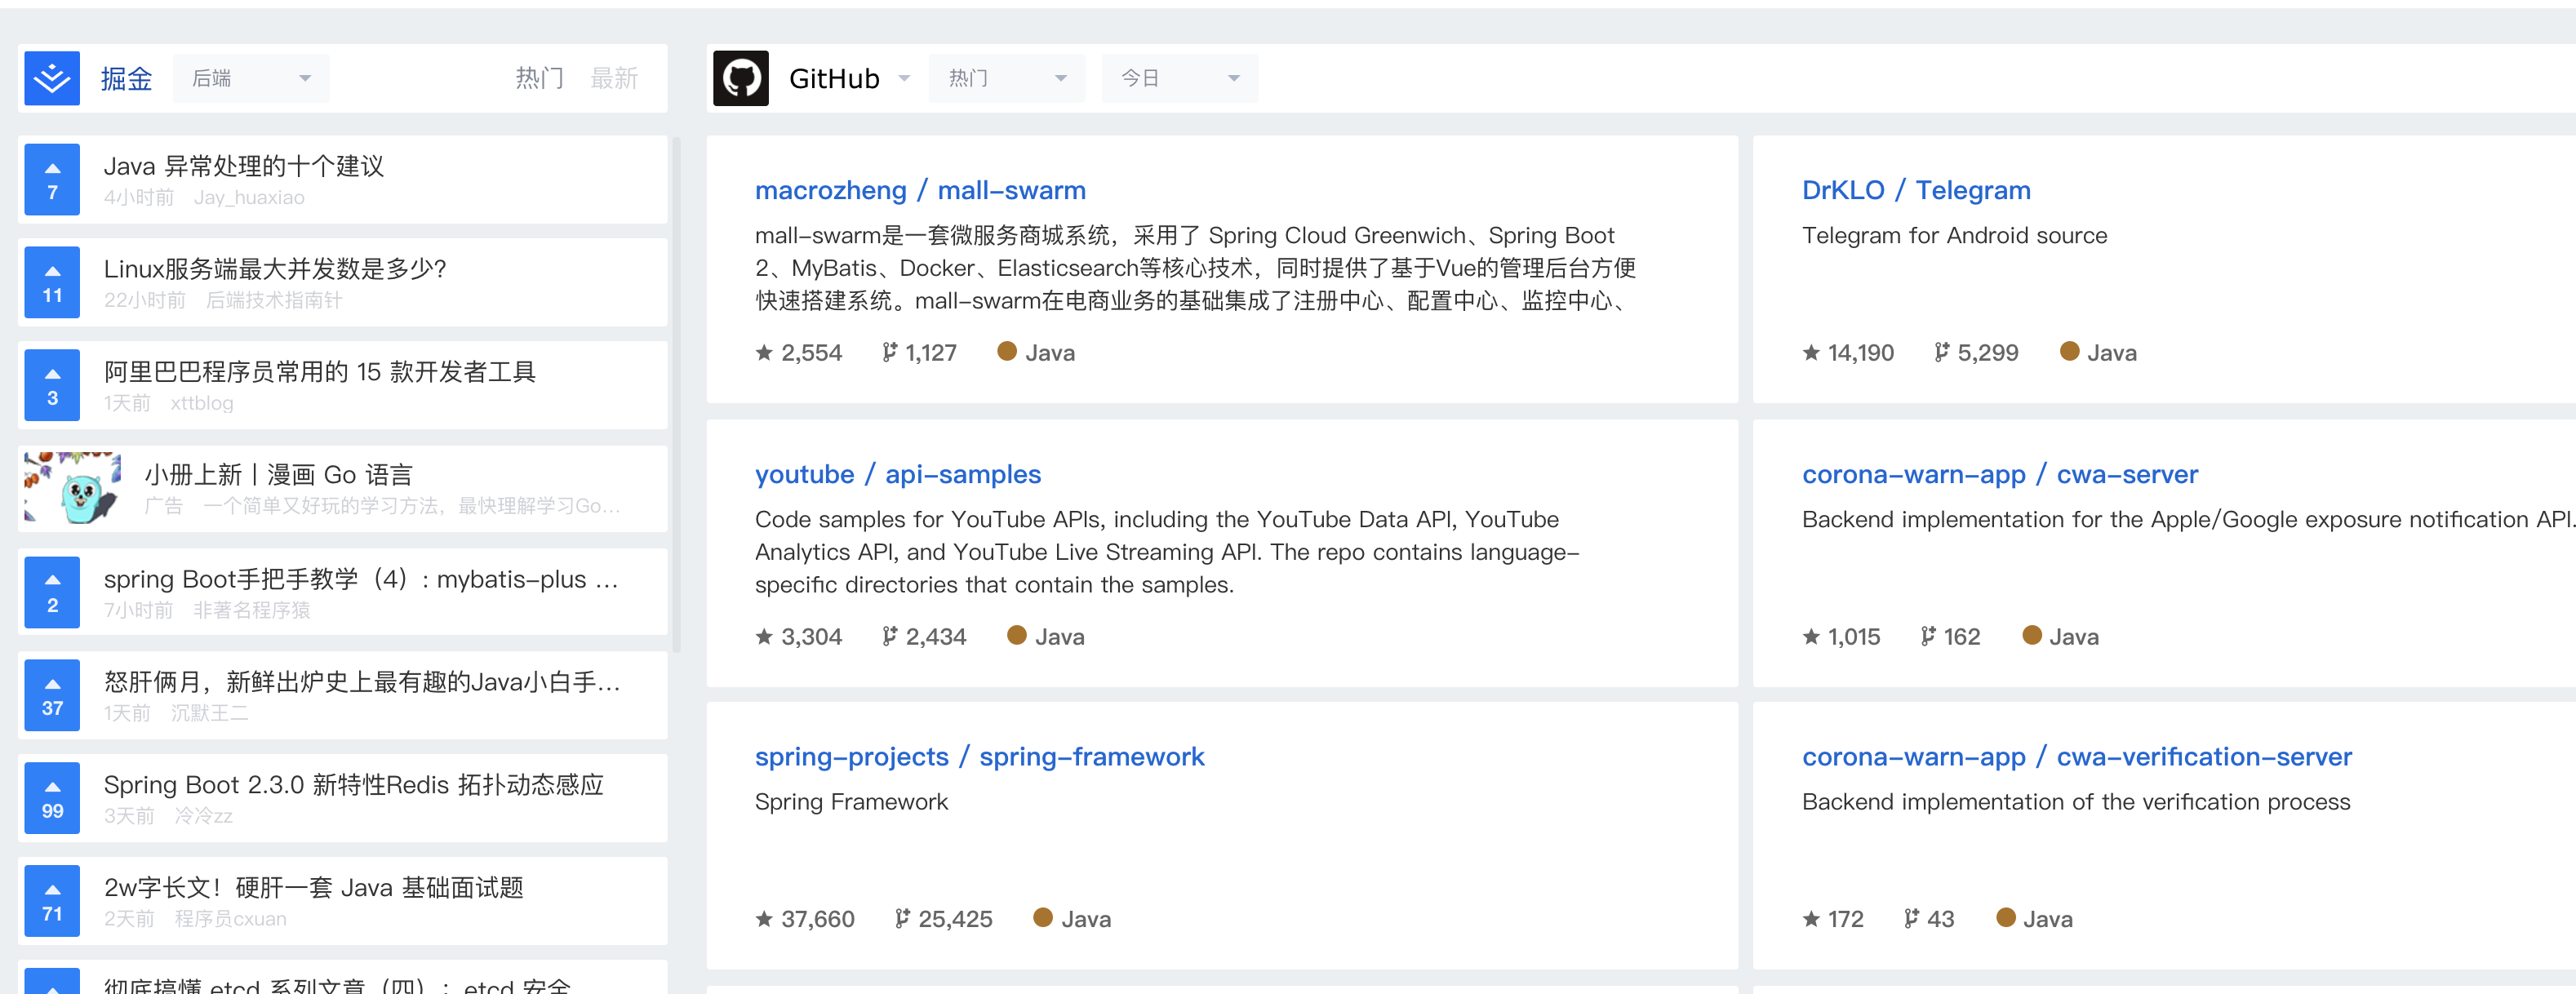 掘金
后端
热门
最新
Java 异常处理的十个建议
4小时前 Jay_huaxiao
7
Linux服务端最大并发数是多少?
22小时前 后端技术指南针
11
阿里巴巴程序员常用的 15 款开发者工具
1天前 xttblog
3
小册上新丨漫画 Go 语言
广告 一个简单又好玩的学习方法，最快理解学习Go...
spring Boot手把手教学（4）: mybatis-plus ...
7小时前 非著名程序猿
2
怒肝俩月，新鲜出炉史上最有趣的Java小白手...
1天前 沉默王二
37
Spring Boot 2.3.0 新特性Redis 拓扑动态感应
3天前 冷冷zz
99
2w字长文！硬肝一套 Java 基础面试题
2天前 程序员cxuan
71
彻底搞懂 etcd 系列文章（四）：etcd 安全
GitHub
热门
今日
macrozheng / mall-swarm
mall-swarm是一套微服务商城系统，采用了 Spring Cloud Greenwich、Spring Boot
2、MyBatis、Docker、Elasticsearch等核心技术，同时提供了基于Vue的管理后台方便
快速搭建系统。mall-swarm在电商业务的基础集成了注册中心、配置中心、监控中心、
2,554 1,127 Java
DrKLO / Telegram
Telegram for Android source
14,190 5,299 Java
youtube / api-samples
Code samples for YouTube APIs, including the YouTube Data API, YouTube
Analytics API, and YouTube Live Streaming API. The repo contains language-
specific directories that contain the samples.
3,304 2,434 Java
corona-warn-app / cwa-server
Backend implementation for the Apple/Google exposure notification API.
1,015 162 Java
spring-projects / spring-framework
Spring Framework
37,660 25,425 Java
corona-warn-app / cwa-verification-server
Backend implementation of the verification process
172 43 Java